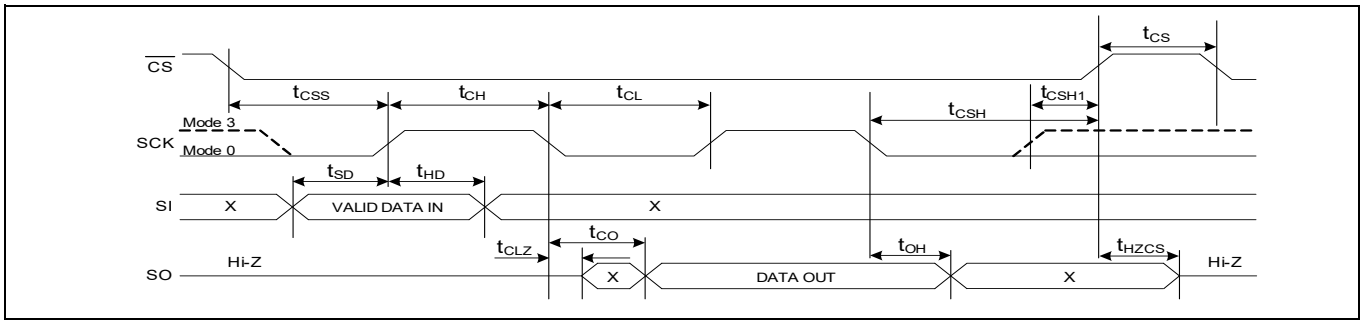 tCS
CS
tCSS
tCH
tCL
tCSH1
tCSH
Mode 3
SCK
Mode 0
tSD
tHD
SI
X
VALID DATA IN
X
tCO
tCLZ
tOH
tHZCS
Hi-Z
SO
X
DATA OUT
X
Hi-Z